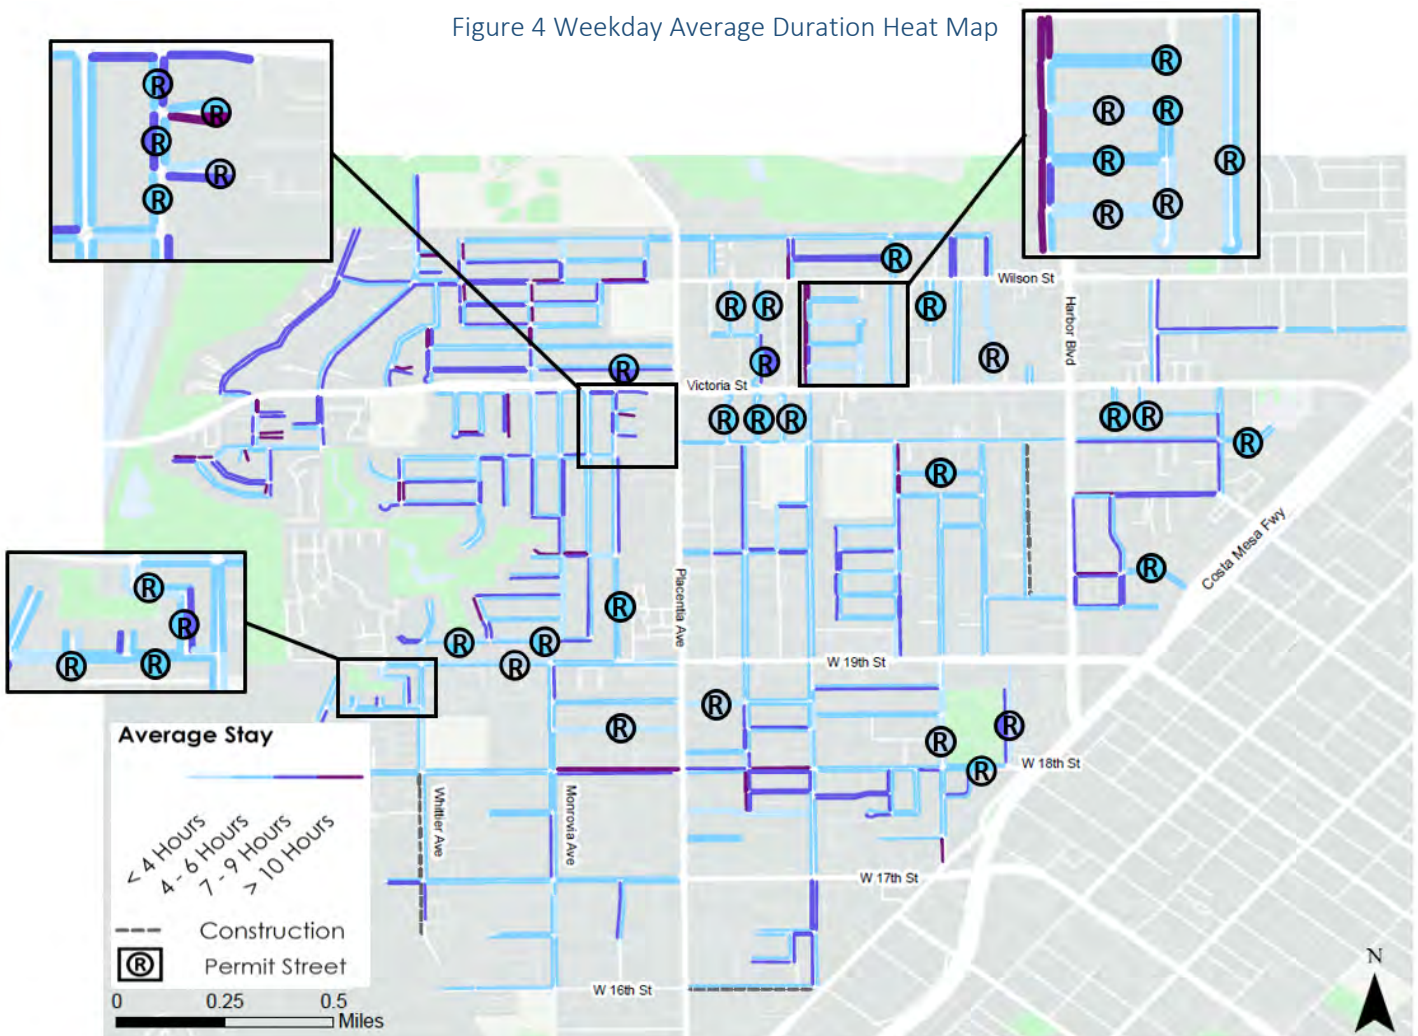 Figure 4 Weekday Average Duration Heat Map
R
R
R
R
R
R
R
R
R
R
R
R
R
R
Wilson St
R
R
R
R
Harbor Blvd
R
R
R
Victoria St
R
R
R
R
R
R
R
Costa Mesa Fwy
R
R
R
R
R
R
Placentia Ave
R
R
R
R
W 19th St
R
R
R
R
R
W 18th St
Average Stay
< 4 Hours
4 - 6 Hours
7 - 9 Hours
> 10 Hours
Whittier Ave
Monrovia Ave
W 17th St
Construction
R Permit Street
W 16th St
N
0 0.25 0.5
Miles